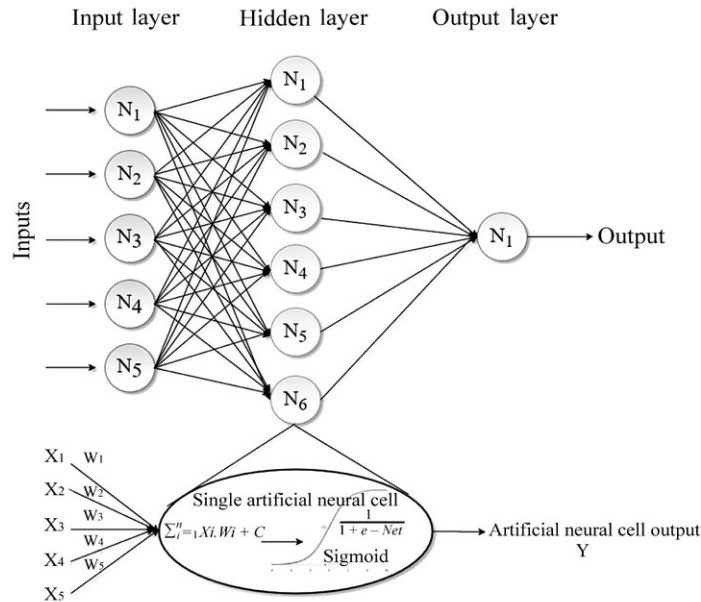 Input layer
Hidden layer
Output layer
Inputs
N1
N2
N3
N4
N5
N1
N2
N3
N4
N5
N6
N1
Output
X1 W1
X2 W2
X3 W3
X4 W4
X5 W5
Single artificial neural cell
∑ⁿᵢ=₁Xi.Wi + C
1
1 + e – Net
Sigmoid
Artificial neural cell output
Y